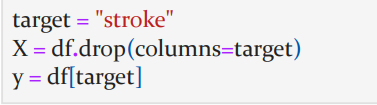 target = "stroke"
X = df.drop(columns=target)
y = df[target]